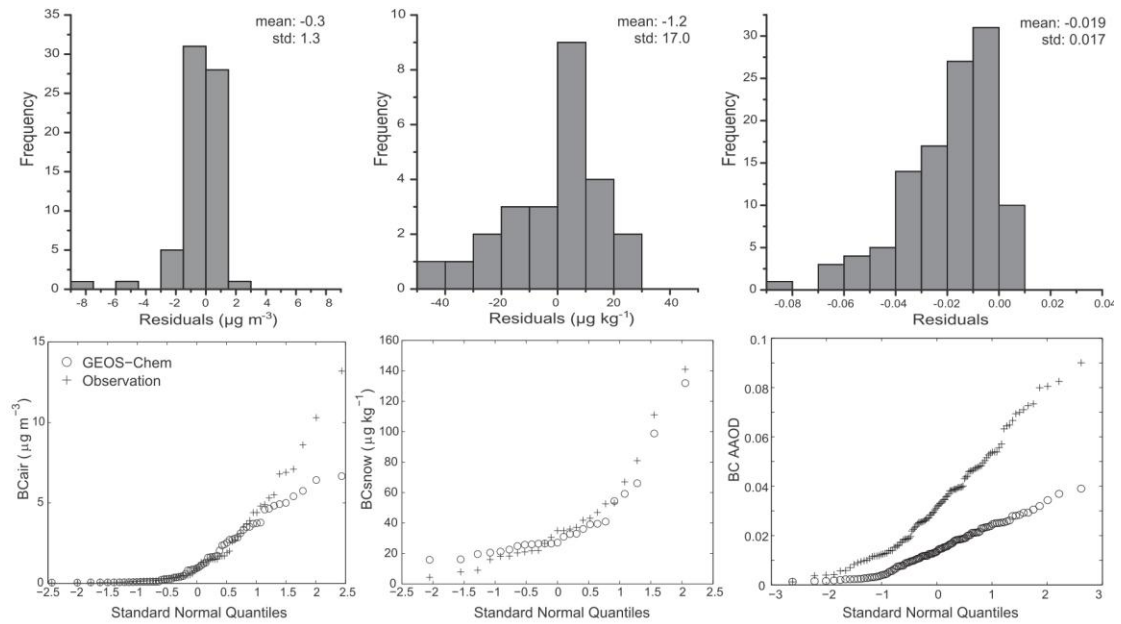 mean: -0.3
std: 1.3
35
30
25
20
15
10
5
0
Frequency
-8 -6 -4 -2 0 2 4 6 8
Residuals (μg m⁻³)
mean: -1.2
std: 17.0
10
8
6
4
2
0
Frequency
-40 -20 0 20 40
Residuals (μg kg⁻¹)
mean: -0.019
std: 0.017
30
25
20
15
10
5
0
Frequency
-0.08 -0.06 -0.04 -0.02 0.00 0.02 0.04
Residuals
15
10
5
0
BCair (μg m⁻³)
GEOS−Chem
Observation
−2.5 −2 −1.5 −1 −0.5 0 0.5 1 1.5 2 2.5
Standard Normal Quantiles
160
140
120
100
80
60
40
20
0
BCsnow (μg kg⁻¹)
−2.5 −2 −1.5 −1 −0.5 0 0.5 1 1.5 2 2.5
Standard Normal Quantiles
0.1
0.08
0.06
0.04
0.02
0
BC AAOD
−3 −2 −1 0 1 2 3
Standard Normal Quantiles